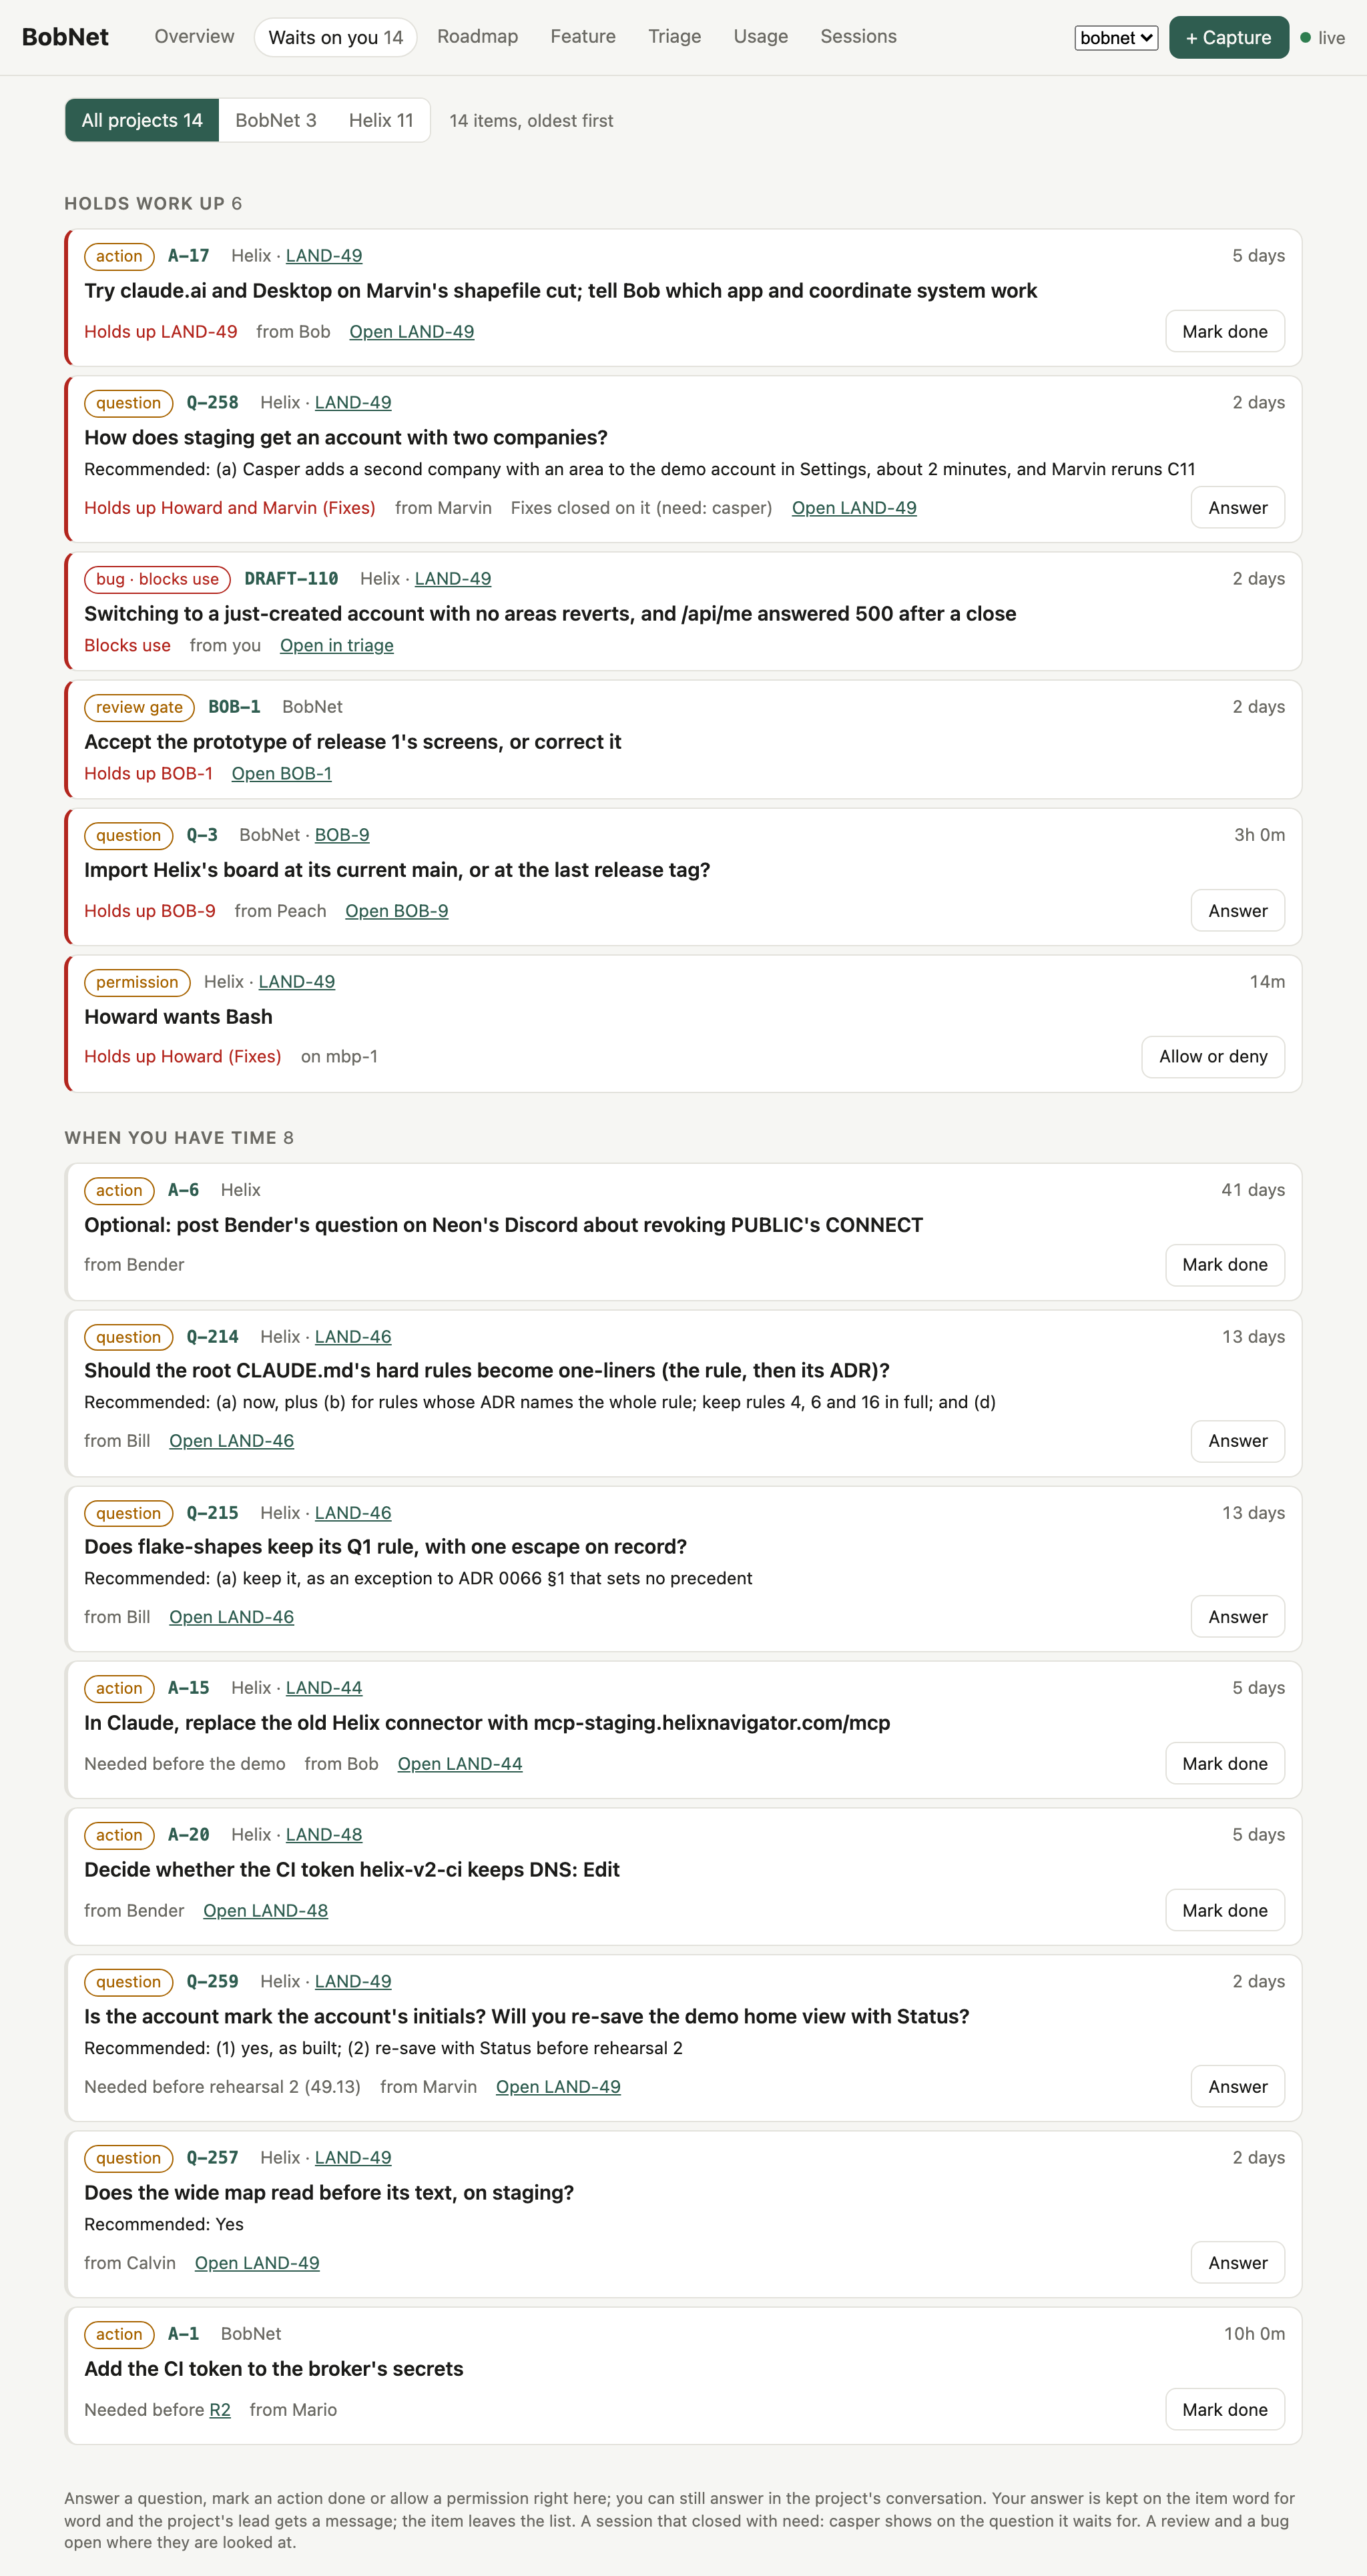 BobNet Overview Waits on you 14 Roadmap Feature Triage Usage Sessions bobnet + Capture live
All projects 14 BobNet 3 Helix 11 14 items, oldest first
HOLDS WORK UP 6
action A-17 Helix · LAND-49 5 days
Try claude.ai and Desktop on Marvin's shapefile cut; tell Bob which app and coordinate system work
Holds up LAND-49 from Bob Open LAND-49 Mark done
question Q-258 Helix · LAND-49 2 days
How does staging get an account with two companies?
Recommended: (a) Casper adds a second company with an area to the demo account in Settings, about 2 minutes, and Marvin reruns C11
Holds up Howard and Marvin (Fixes) from Marvin Fixes closed on it (need: casper) Open LAND-49 Answer
bug · blocks use DRAFT-110 Helix · LAND-49 2 days
Switching to a just-created account with no areas reverts, and /api/me answered 500 after a close
Blocks use from you Open in triage
review gate BOB-1 BobNet 2 days
Accept the prototype of release 1's screens, or correct it
Holds up BOB-1 Open BOB-1
question Q-3 BobNet · BOB-9 3h 0m
Import Helix's board at its current main, or at the last release tag?
Holds up BOB-9 from Peach Open BOB-9 Answer
permission Helix · LAND-49 14m
Howard wants Bash
Holds up Howard (Fixes) on mbp-1 Allow or deny
WHEN YOU HAVE TIME 8
action A-6 Helix 41 days
Optional: post Bender's question on Neon's Discord about revoking PUBLIC's CONNECT
from Bender Mark done
question Q-214 Helix · LAND-46 13 days
Should the root CLAUDE.md's hard rules become one-liners (the rule, then its ADR)?
Recommended: (a) now, plus (b) for rules whose ADR names the whole rule; keep rules 4, 6 and 16 in full; and (d)
from Bill Open LAND-46 Answer
question Q-215 Helix · LAND-46 13 days
Does flake-shapes keep its Q1 rule, with one escape on record?
Recommended: (a) keep it, as an exception to ADR 0066 §1 that sets no precedent
from Bill Open LAND-46 Answer
action A-15 Helix · LAND-44 5 days
In Claude, replace the old Helix connector with mcp-staging.helixnavigator.com/mcp
Needed before the demo from Bob Open LAND-44 Mark done
action A-20 Helix · LAND-48 5 days
Decide whether the CI token helix-v2-ci keeps DNS: Edit
from Bender Open LAND-48 Mark done
question Q-259 Helix · LAND-49 2 days
Is the account mark the account's initials? Will you re-save the demo home view with Status?
Recommended: (1) yes, as built; (2) re-save with Status before rehearsal 2
Needed before rehearsal 2 (49.13) from Marvin Open LAND-49 Answer
question Q-257 Helix · LAND-49 2 days
Does the wide map read before its text, on staging?
Recommended: Yes
from Calvin Open LAND-49 Answer
action A-1 BobNet 10h 0m
Add the CI token to the broker's secrets
Needed before R2 from Mario Mark done
Answer a question, mark an action done or allow a permission right here; you can still answer in the project's conversation. Your answer is kept on the item word for
word and the project's lead gets a message; the item leaves the list. A session that closed with need: casper shows on the question it waits for. A review and a bug
open where they are looked at.